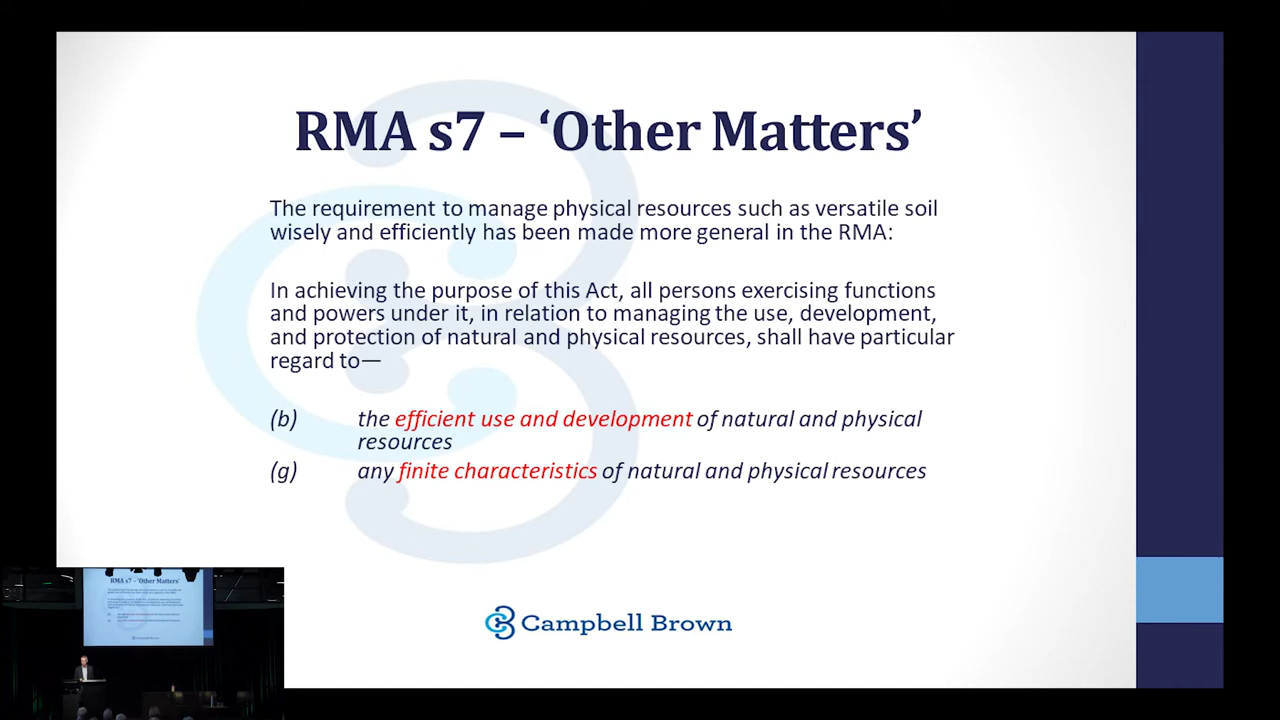 RMA s7 – ‘Other Matters’
The requirement to manage physical resources such as versatile soil
wisely and efficiently has been made more general in the RMA:
In achieving the purpose of this Act, all persons exercising functions
and powers under it, in relation to managing the use, development,
and protection of natural and physical resources, shall have particular
regard to—
(b) the efficient use and development of natural and physical
resources
(g) any finite characteristics of natural and physical resources
Campbell Brown
RMA s7 – ‘Other Matters’